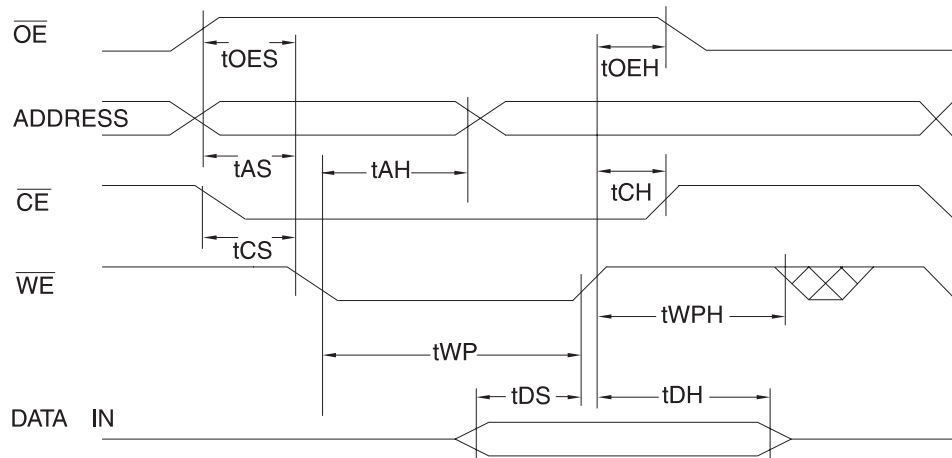 OE
tOES
tOEH
ADDRESS
tAS
tAH
CE
tCH
tCS
WE
tWPH
tWP
tDS
tDH
DATA IN